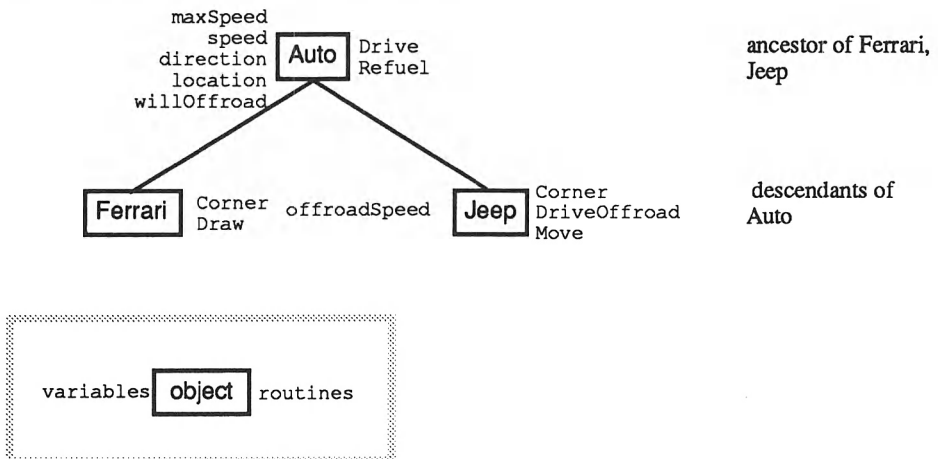 maxSpeed
speed
direction
location
willOffroad
Auto
Drive
Refuel
ancestor of Ferrari,
Jeep
Ferrari
Corner
Draw
offroadSpeed
Jeep
Corner
DriveOffroad
Move
descendants of
Auto
variables
object
routines